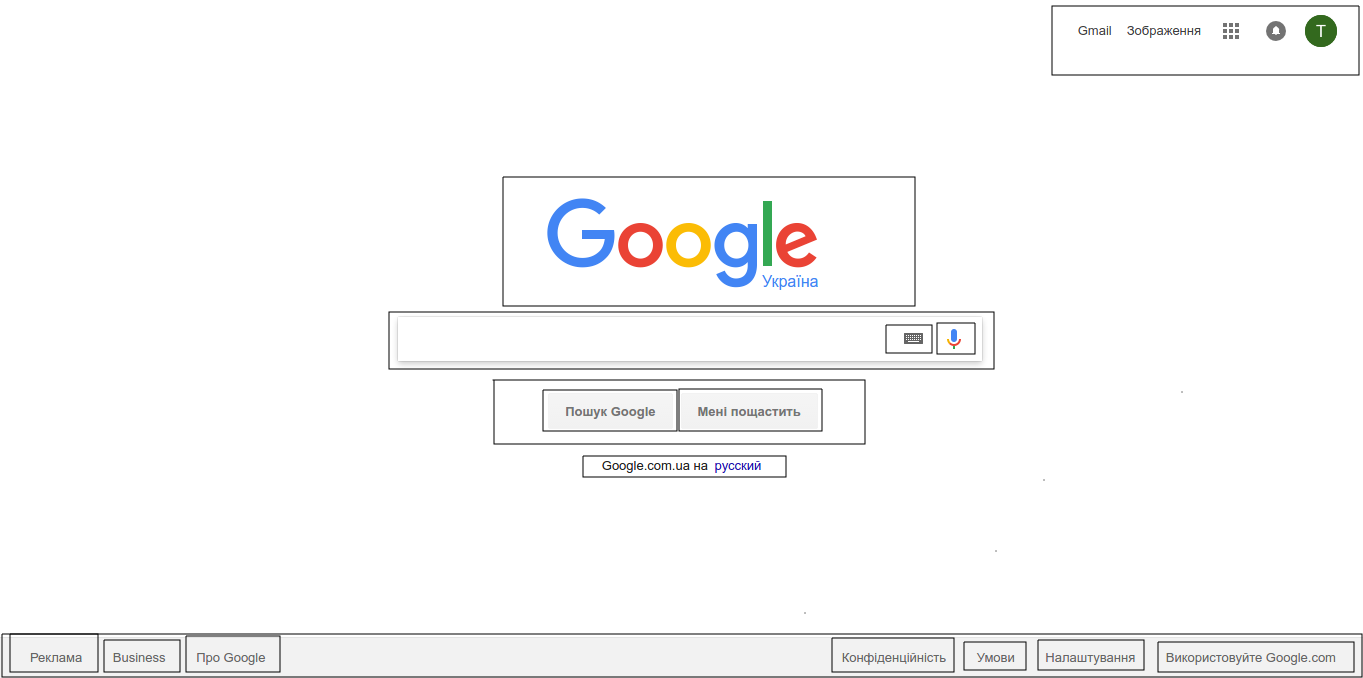 Gmail Зображення T
Google
Україна
Пошук Google Мені пощастить
Google.com.ua на русский
Реклама Business Про Google Конфіденційність Умови Налаштування Використовуйте Google.com